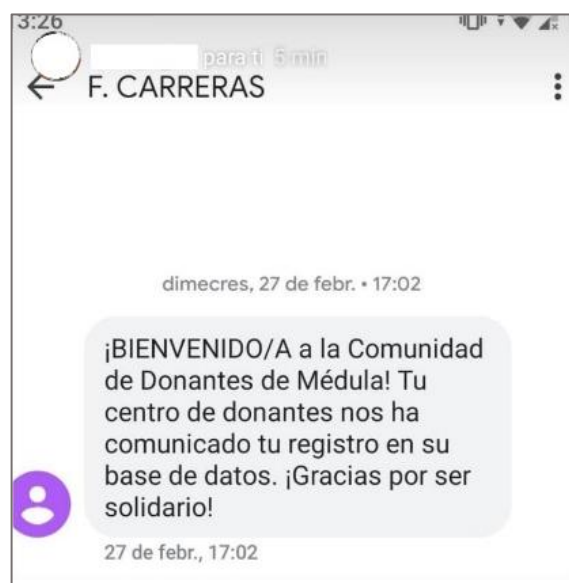 3:26
para ti 5 min
F. CARRERAS
dimecres, 27 de febr. • 17:02
¡BIENVENIDO/A a la Comunidad
de Donantes de Médula! Tu
centro de donantes nos ha
comunicado tu registro en su
base de datos. ¡Gracias por ser
solidario!
27 de febr., 17:02